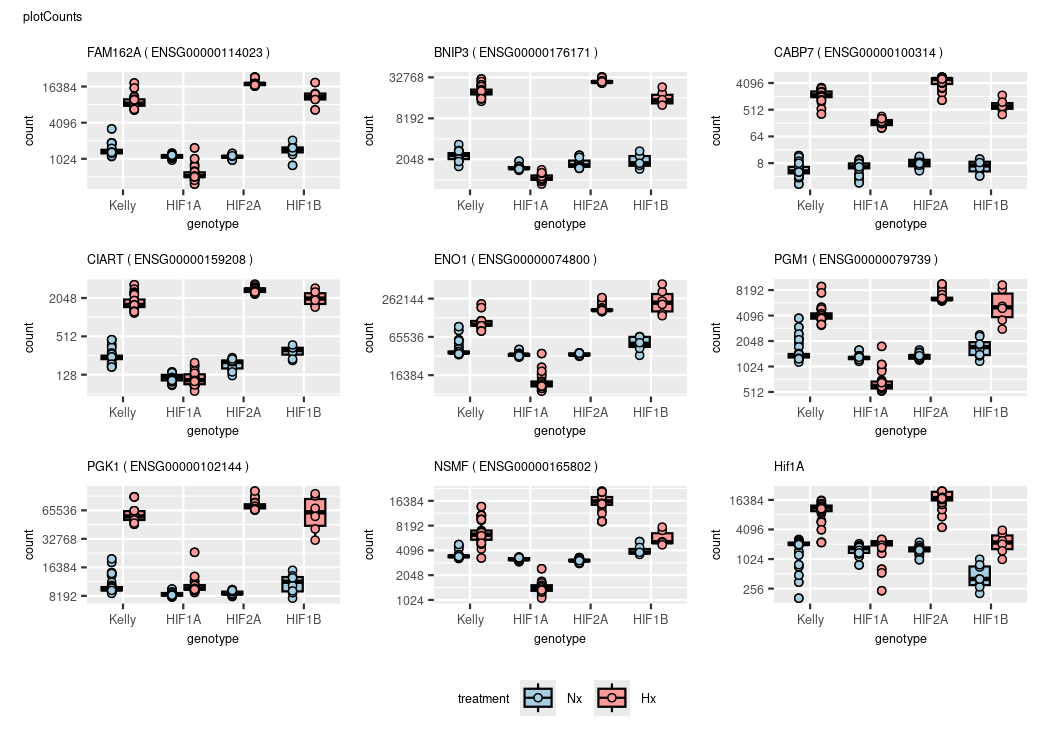 plotCounts
FAM162A ( ENSG00000114023 )
BNIP3 ( ENSG00000176171 )
CABP7 ( ENSG00000100314 )
count
16384
4096
1024
Kelly HIF1A HIF2A HIF1B
genotype
count
32768
8192
2048
Kelly HIF1A HIF2A HIF1B
genotype
count
4096
512
64
8
Kelly HIF1A HIF2A HIF1B
genotype
CIART ( ENSG00000159208 )
ENO1 ( ENSG00000074800 )
PGM1 ( ENSG00000079739 )
count
2048
512
128
Kelly HIF1A HIF2A HIF1B
genotype
count
262144
65536
16384
Kelly HIF1A HIF2A HIF1B
genotype
count
8192
4096
2048
1024
512
Kelly HIF1A HIF2A HIF1B
genotype
PGK1 ( ENSG00000102144 )
NSMF ( ENSG00000165802 )
Hif1A
count
65536
32768
16384
8192
Kelly HIF1A HIF2A HIF1B
genotype
count
16384
8192
4096
2048
1024
Kelly HIF1A HIF2A HIF1B
genotype
count
16384
4096
1024
256
Kelly HIF1A HIF2A HIF1B
genotype
treatment Nx Hx